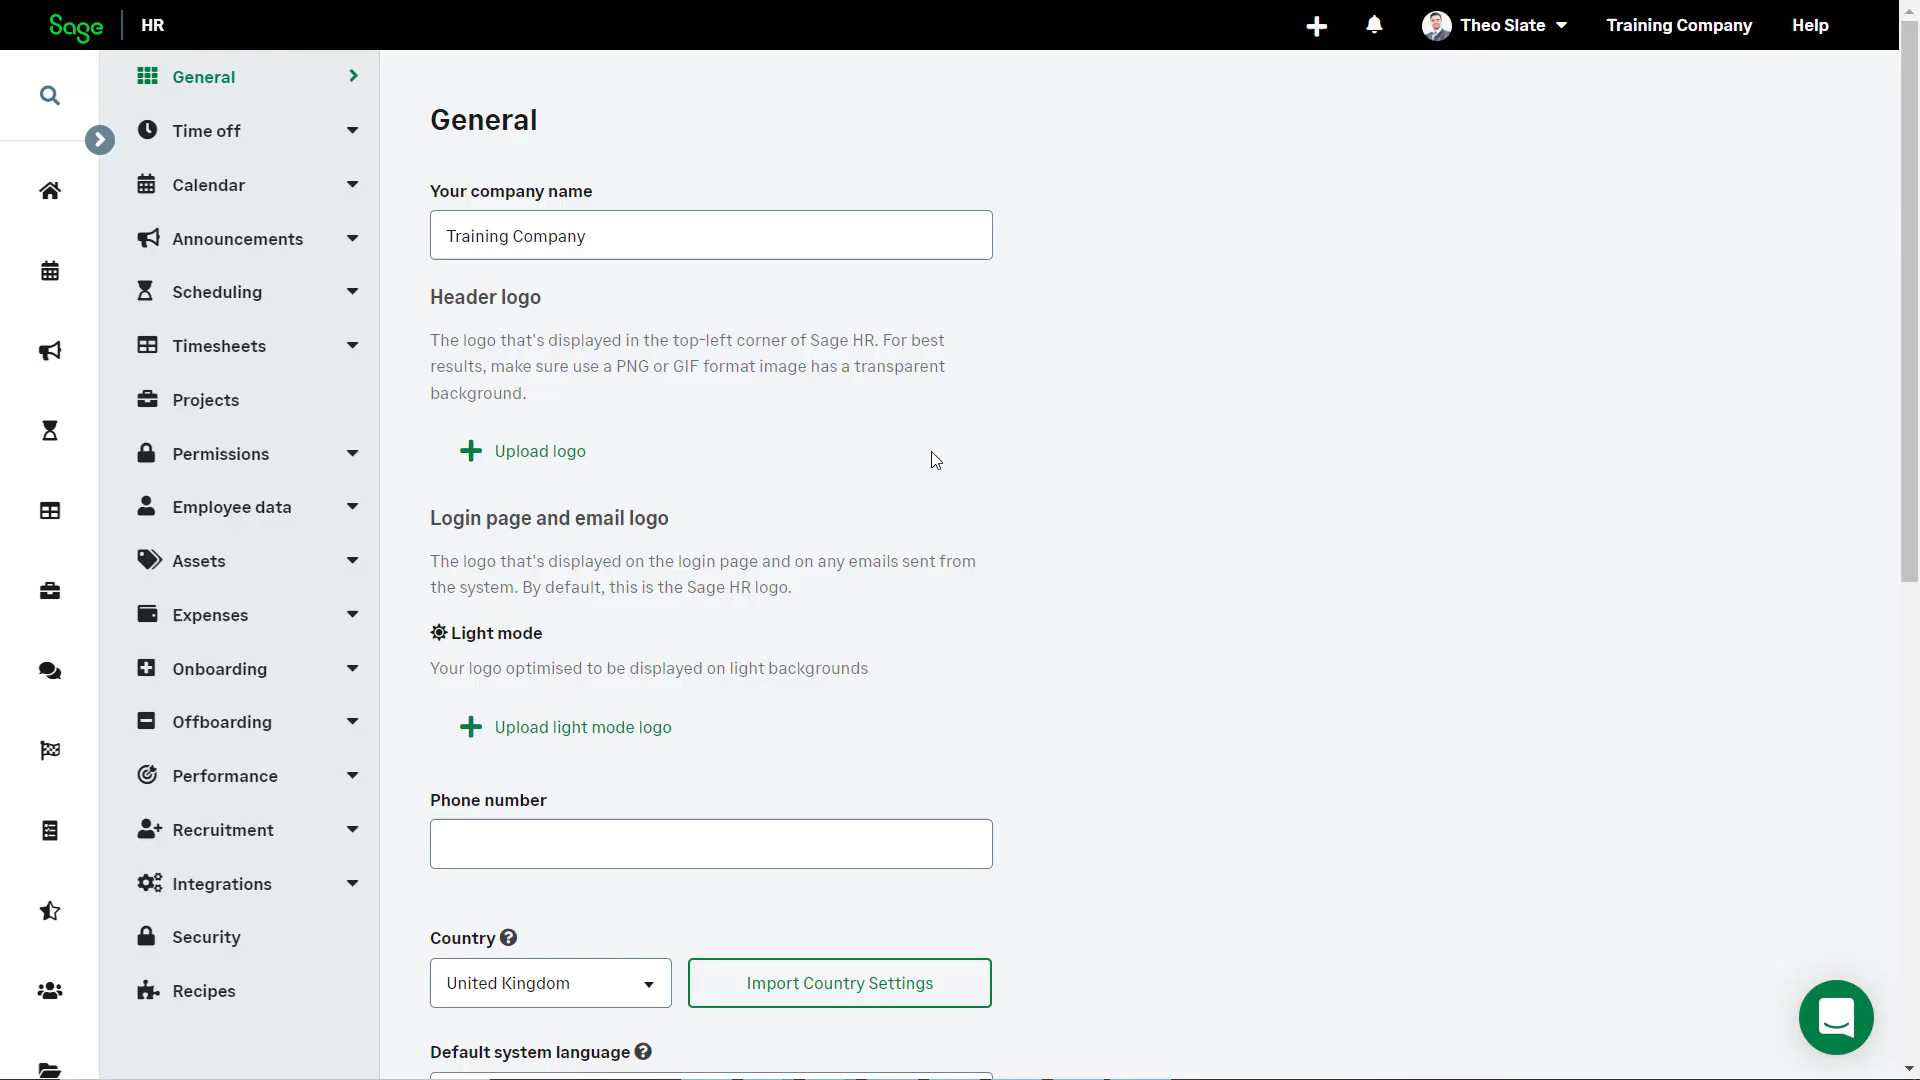 Sage HR Theo Slate Training Company Help
General
Time off
Calendar
Announcements
Scheduling
Timesheets
Projects
Permissions
Employee data
Assets
Expenses
Onboarding
Offboarding
Performance
Recruitment
Integrations
Security
Recipes
General
Your company name
Training Company
Header logo
The logo that's displayed in the top-left corner of Sage HR. For best
results, make sure use a PNG or GIF format image has a transparent
background.
Upload logo
Login page and email logo
The logo that's displayed on the login page and on any emails sent from
the system. By default, this is the Sage HR logo.
Light mode
Your logo optimised to be displayed on light backgrounds
Upload light mode logo
Phone number
Country
United Kingdom Import Country Settings
Default system language